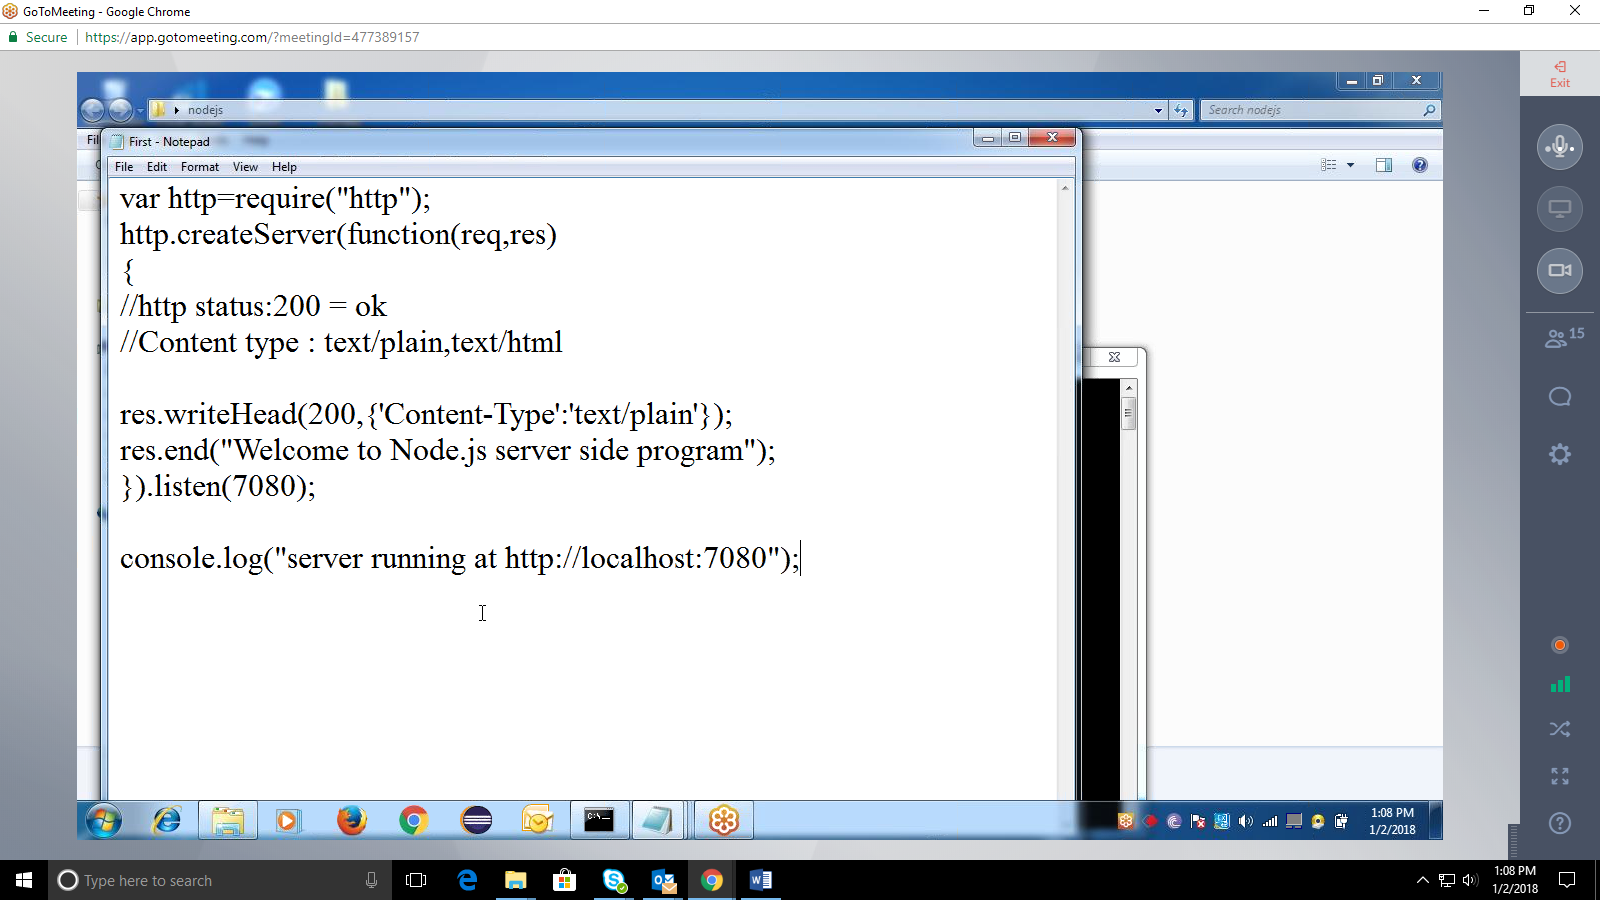 GoToMeeting - Google Chrome
Secure
https://app.gotomeeting.com/?meetingId=477389157
Exit
nodejs
Search nodejs
First - Notepad
File Edit Format View Help
var http=require("http");
http.createServer(function(req,res)
{
//http status:200 = ok
//Content type : text/plain,text/html
res.writeHead(200,{'Content-Type':'text/plain'});
res.end("Welcome to Node.js server side program");
}).listen(7080);
console.log("server running at http://localhost:7080");
15
1:08 PM
1/2/2018
Type here to search
1:08 PM
1/2/2018